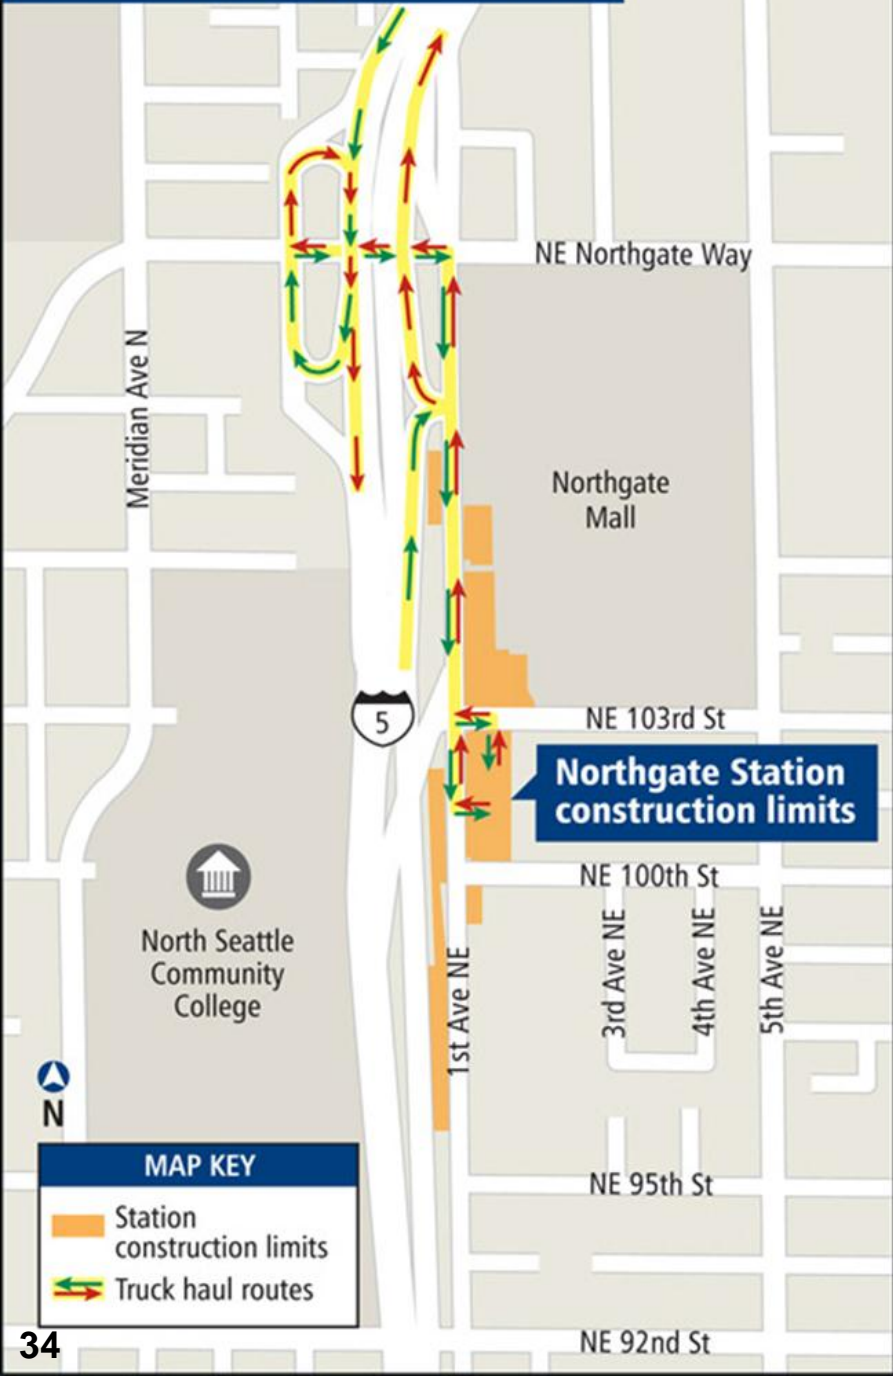 NE Northgate Way
Meridian Ave N
Northgate
Mall
5
NE 103rd St
Northgate Station
construction limits
NE 100th St
North Seattle
Community
College
1st Ave NE
3rd Ave NE
4th Ave NE
5th Ave NE
N
MAP KEY
Station
construction limits
Truck haul routes
NE 95th St
34
NE 92nd St